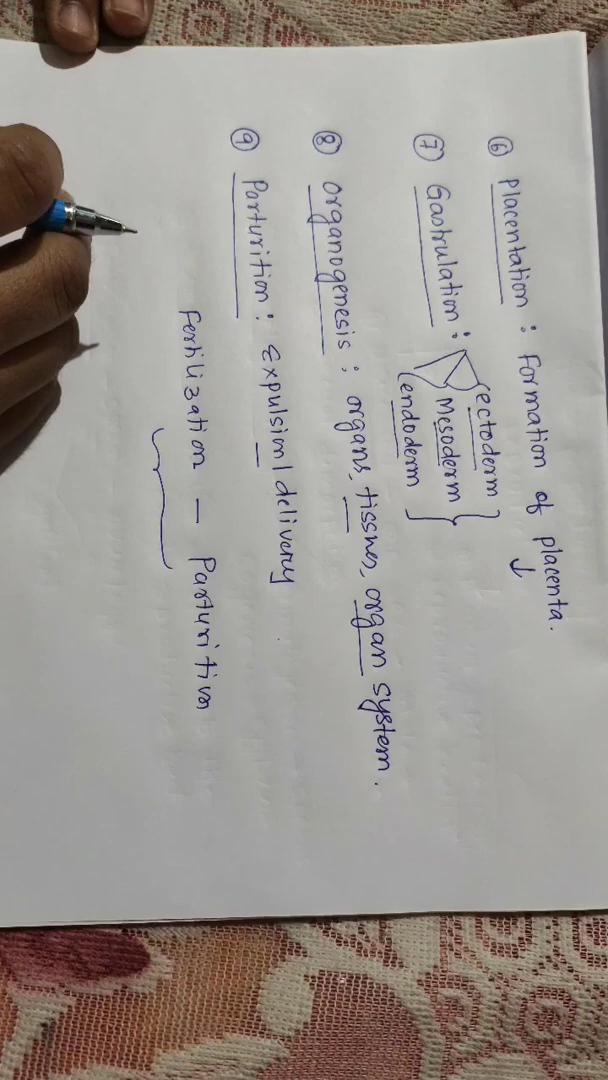 ⑥ Placentation : Formation of placenta.
↓
⑦ Gastrulation : ectoderm
Mesoderm
endoderm
⑧ organogenesis : organs, tissues, organ system.
⑨ Parturition : Expulsion / delivery
Fertilization – Parturition